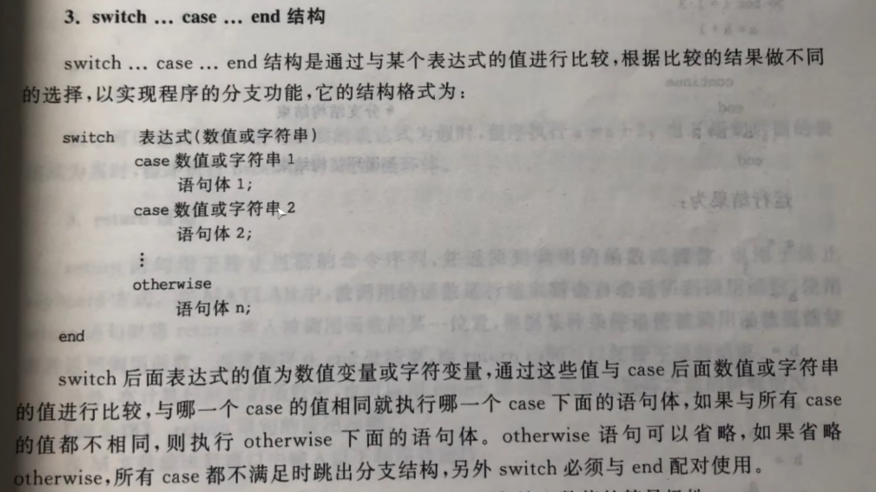 3. switch … case … end 结构
switch … case … end 结构是通过与某个表达式的值进行比较,根据比较的结果做不同
的选择,以实现程序的分支功能,它的结构格式为:
switch 表达式(数值或字符串)
case 数值或字符串 1
语句体 1;
case 数值或字符串 2
语句体 2;
⋮
otherwise
语句体 n;
end
switch 后面表达式的值为数值变量或字符变量,通过这些值与 case 后面数值或字符串
的值进行比较,与哪一个 case 的值相同就执行哪一个 case 下面的语句体,如果与所有 case
的值都不相同,则执行 otherwise 下面的语句体。otherwise 语句可以省略,如果省略
otherwise,所有 case 都不满足时跳出分支结构,另外 switch 必须与 end 配对使用。